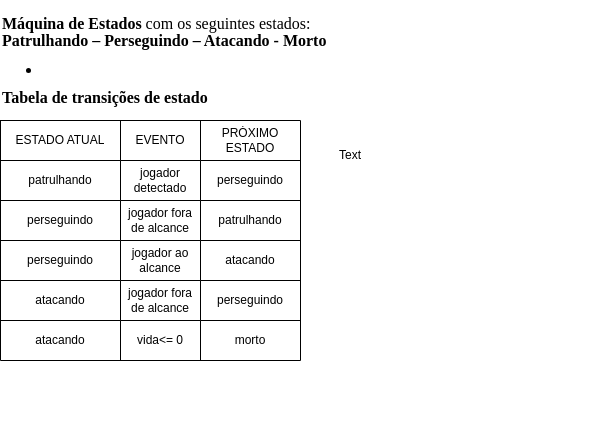 Máquina de Estados com os seguintes estados:
Patrulhando – Perseguindo – Atacando - Morto
Tabela de transições de estado
ESTADO ATUAL EVENTO PRÓXIMO
ESTADO
Text
patrulhando jogador
detectado perseguindo
perseguindo jogador fora
de alcance patrulhando
perseguindo jogador ao
alcance atacando
atacando jogador fora
de alcance perseguindo
atacando vida<= 0 morto